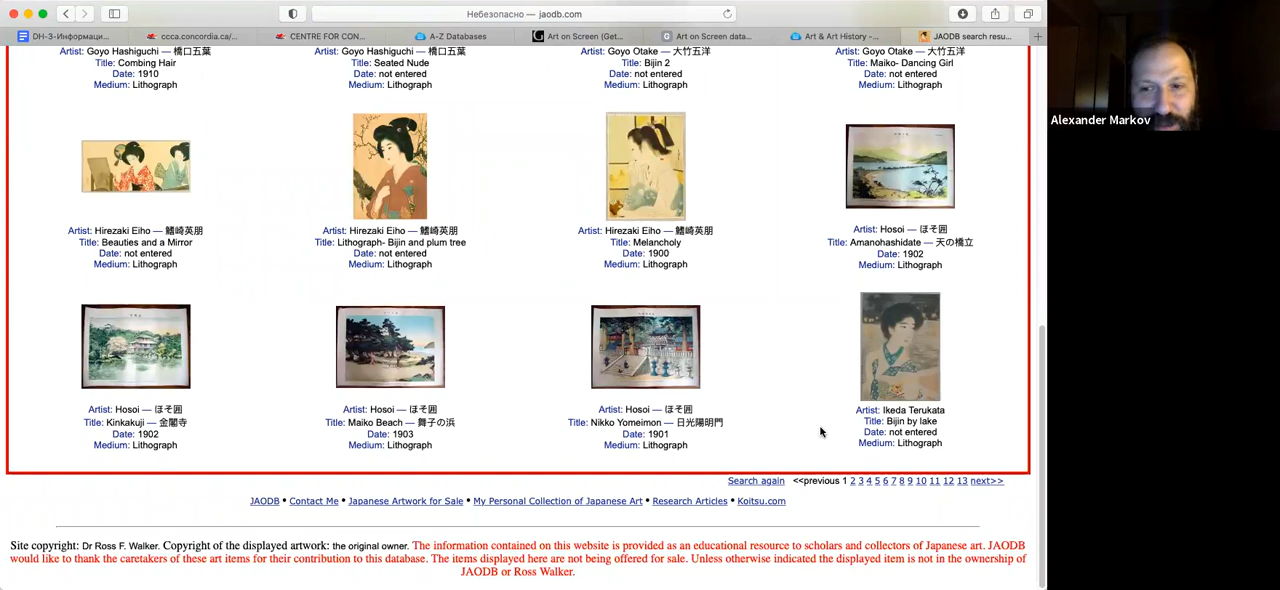 Небезопасно — jaodb.com
DH-3-Информаци...
ccca.concordia.ca/...
CENTRE FOR CON...
A-Z Databases
Art on Screen (Get...
Art on Screen data...
Art & Art History -...
JAODB search resu...
Alexander Markov
Artist: Goyo Hashiguchi — 橋口五葉
Title: Combing Hair
Date: 1910
Medium: Lithograph
Artist: Goyo Hashiguchi — 橋口五葉
Title: Seated Nude
Date: not entered
Medium: Lithograph
Artist: Goyo Otake — 大竹五洋
Title: Bijin 2
Date: not entered
Medium: Lithograph
Artist: Goyo Otake — 大竹五洋
Title: Maiko- Dancing Girl
Date: not entered
Medium: Lithograph
Artist: Hirezaki Eiho — 鰭崎英朋
Title: Beauties and a Mirror
Date: not entered
Medium: Lithograph
Artist: Hirezaki Eiho — 鰭崎英朋
Title: Lithograph- Bijin and plum tree
Date: not entered
Medium: Lithograph
Artist: Hirezaki Eiho — 鰭崎英朋
Title: Melancholy
Date: 1900
Medium: Lithograph
Artist: Hosoi — ほそ囲
Title: Amanohashidate — 天の橋立
Date: 1902
Medium: Lithograph
Artist: Hosoi — ほそ囲
Title: Kinkakuji — 金閣寺
Date: 1902
Medium: Lithograph
Artist: Hosoi — ほそ囲
Title: Maiko Beach — 舞子の浜
Date: 1903
Medium: Lithograph
Artist: Hosoi — ほそ囲
Title: Nikko Yomeimon — 日光陽明門
Date: 1901
Medium: Lithograph
Artist: Ikeda Terukata
Title: Bijin by lake
Date: not entered
Medium: Lithograph
Search again <<previous 1 2 3 4 5 6 7 8 9 10 11 12 13 next>>
JAODB • Contact Me • Japanese Artwork for Sale • My Personal Collection of Japanese Art • Research Articles • Koitsu.com
Site copyright: Dr Ross F. Walker. Copyright of the displayed artwork: the original owner. The information contained on this website is provided as an educational resource to scholars and collectors of Japanese art. JAODB
would like to thank the caretakers of these art items for their contribution to this database. The items displayed here are not being offered for sale. Unless otherwise indicated the displayed item is not in the ownership of
JAODB or Ross Walker.